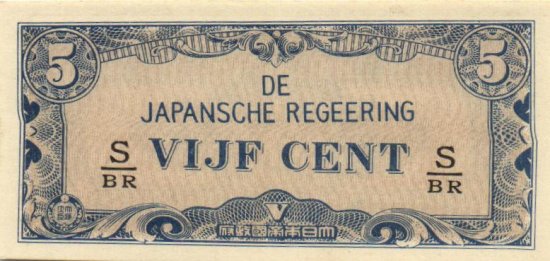 5 5
DE
JAPANSCHE REGEERING
VIJF CENT
S/BR S/BR
V
府政國帝本日大